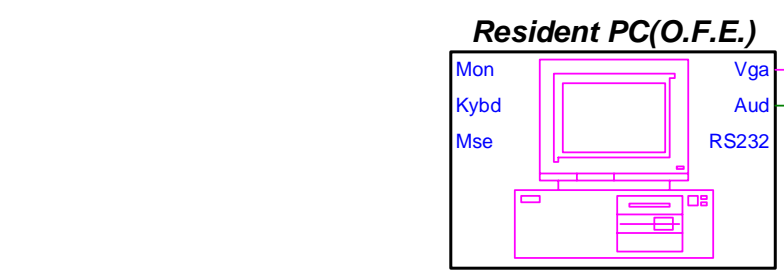 Resident PC(O.F.E.)
Mon Vga
Kybd Aud
Mse RS232